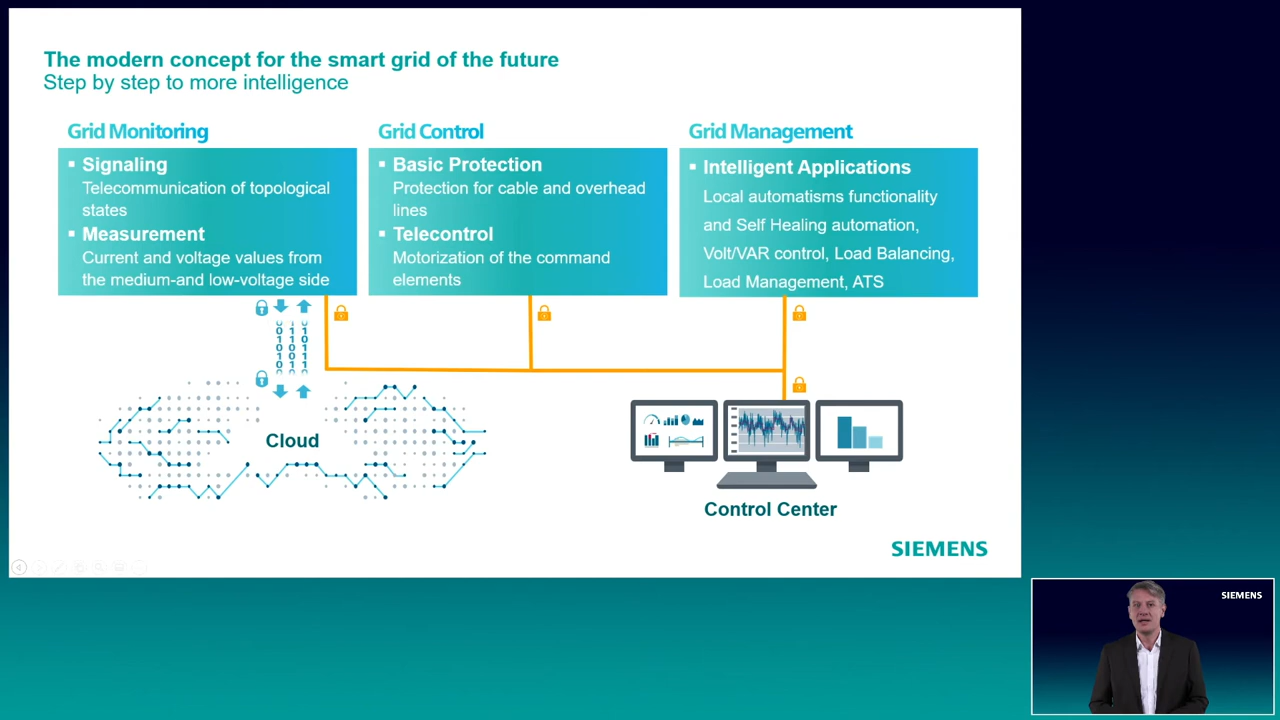 The modern concept for the smart grid of the future
Step by step to more intelligence
Grid Monitoring
▪ Signaling
Telecommunication of topological
states
▪ Measurement
Current and voltage values from
the medium-and low-voltage side
Grid Control
▪ Basic Protection
Protection for cable and overhead
lines
▪ Telecontrol
Motorization of the command
elements
Grid Management
▪ Intelligent Applications
Local automatisms functionality
and Self Healing automation,
Volt/VAR control, Load Balancing,
Load Management, ATS
01010
11001
10111
Cloud
Control Center
SIEMENS
SIEMENS